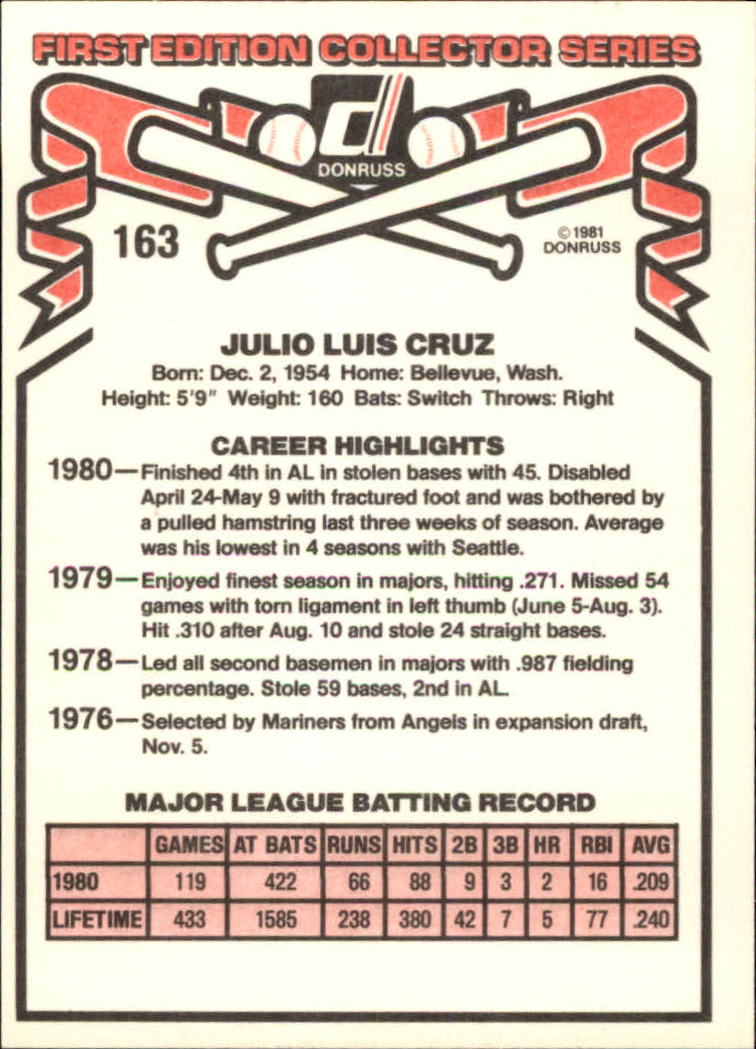 FIRST EDITION COLLECTOR SERIES
d
DONRUSS
163
© 1981
DONRUSS
JULIO LUIS CRUZ
Born: Dec. 2, 1954 Home: Bellevue, Wash.
Height: 5'9" Weight: 160 Bats: Switch Throws: Right
CAREER HIGHLIGHTS
1980—Finished 4th in AL in stolen bases with 45. Disabled
April 24-May 9 with fractured foot and was bothered by
a pulled hamstring last three weeks of season. Average
was his lowest in 4 seasons with Seattle.
1979—Enjoyed finest season in majors, hitting .271. Missed 54
games with torn ligament in left thumb (June 5-Aug. 3).
Hit .310 after Aug. 10 and stole 24 straight bases.
1978—Led all second basemen in majors with .987 fielding
percentage. Stole 59 bases, 2nd in AL.
1976—Selected by Mariners from Angels in expansion draft,
Nov. 5.
MAJOR LEAGUE BATTING RECORD
GAMES AT BATS RUNS HITS 2B 3B HR RBI AVG
1980 119 422 66 88 9 3 2 16 .209
LIFETIME 433 1585 238 380 42 7 5 77 .240